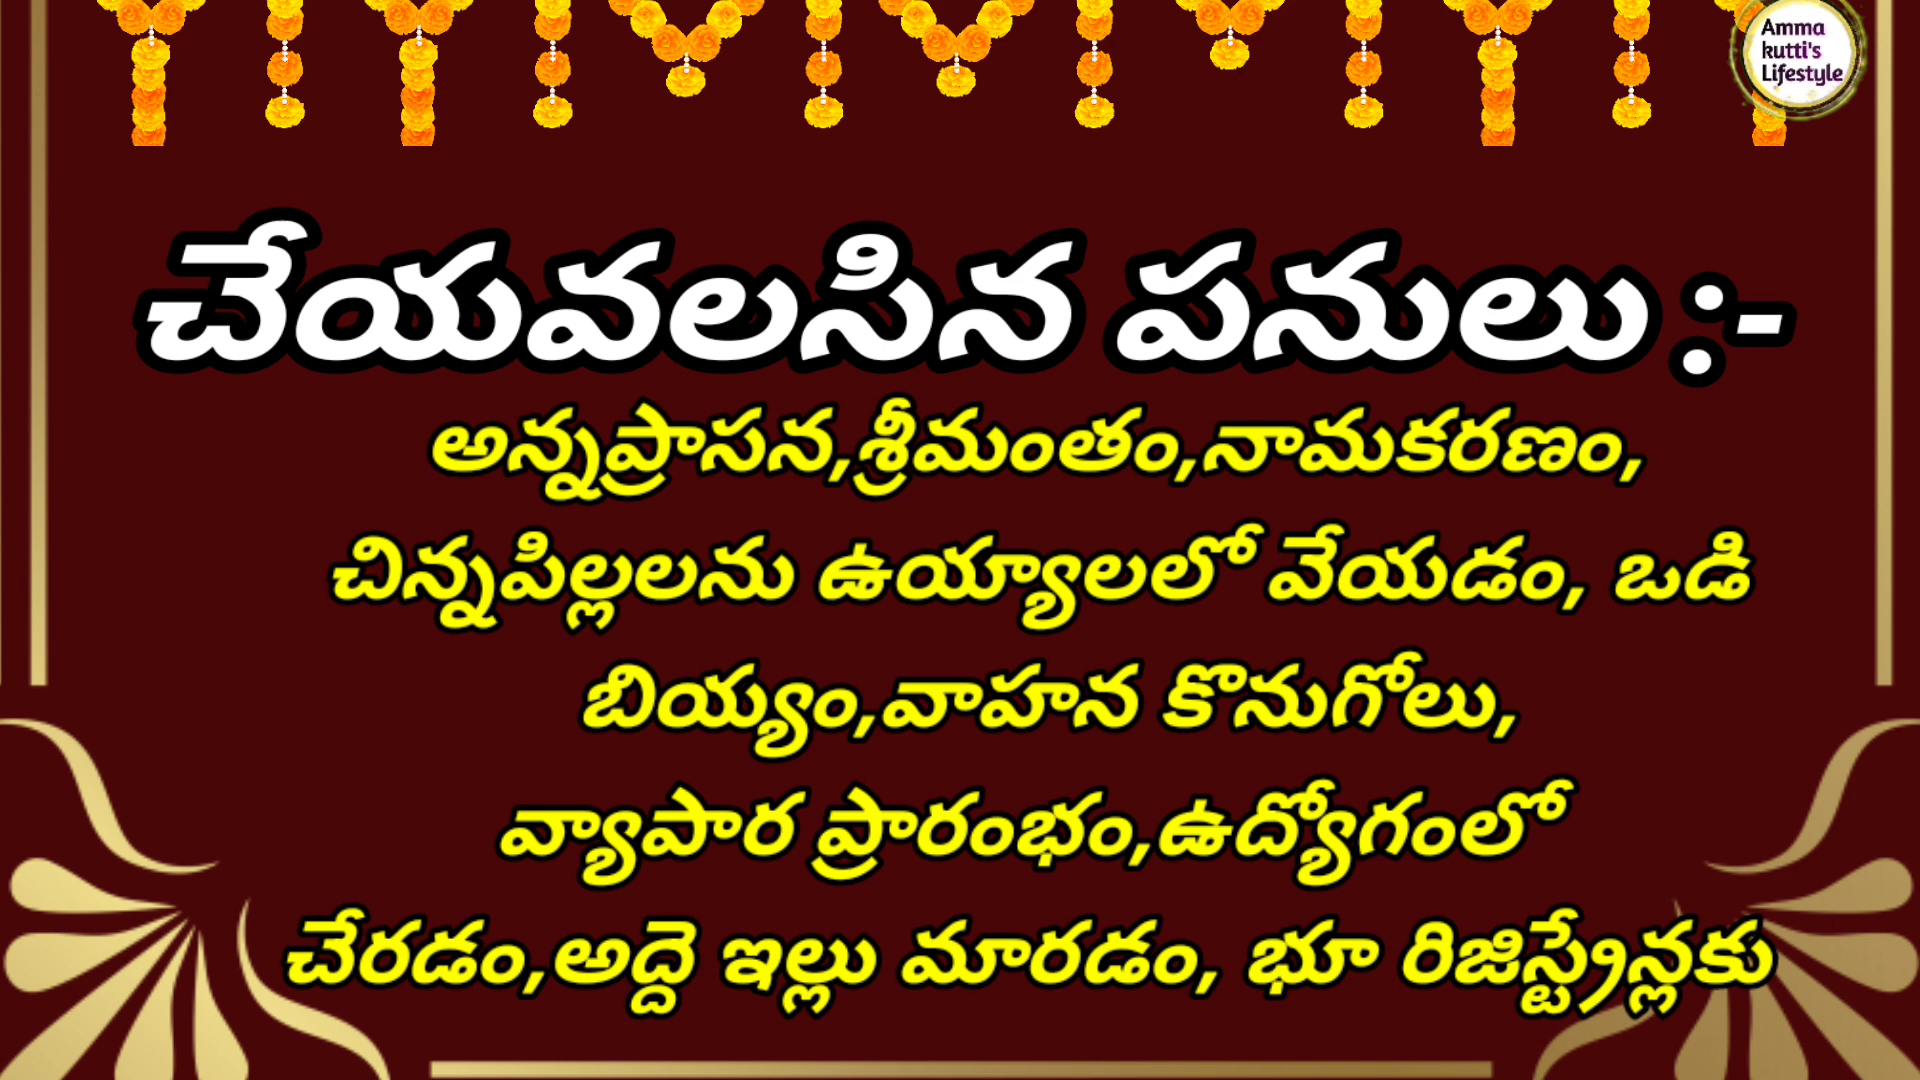 Amma
kutti's
Lifestyle
చేయవలసిన పనులు :-
అన్నప్రాసన,శ్రీమంతం,నామకరణం,
చిన్నపిల్లలను ఉయ్యాలలో వేయడం, ఒడి
బియ్యం,వాహన కొనుగోలు,
వ్యాపార ప్రారంభం,ఉద్యోగంలో
చేరడం,అద్దె ఇల్లు మారడం, భూ రిజిస్ట్రేన్లకు